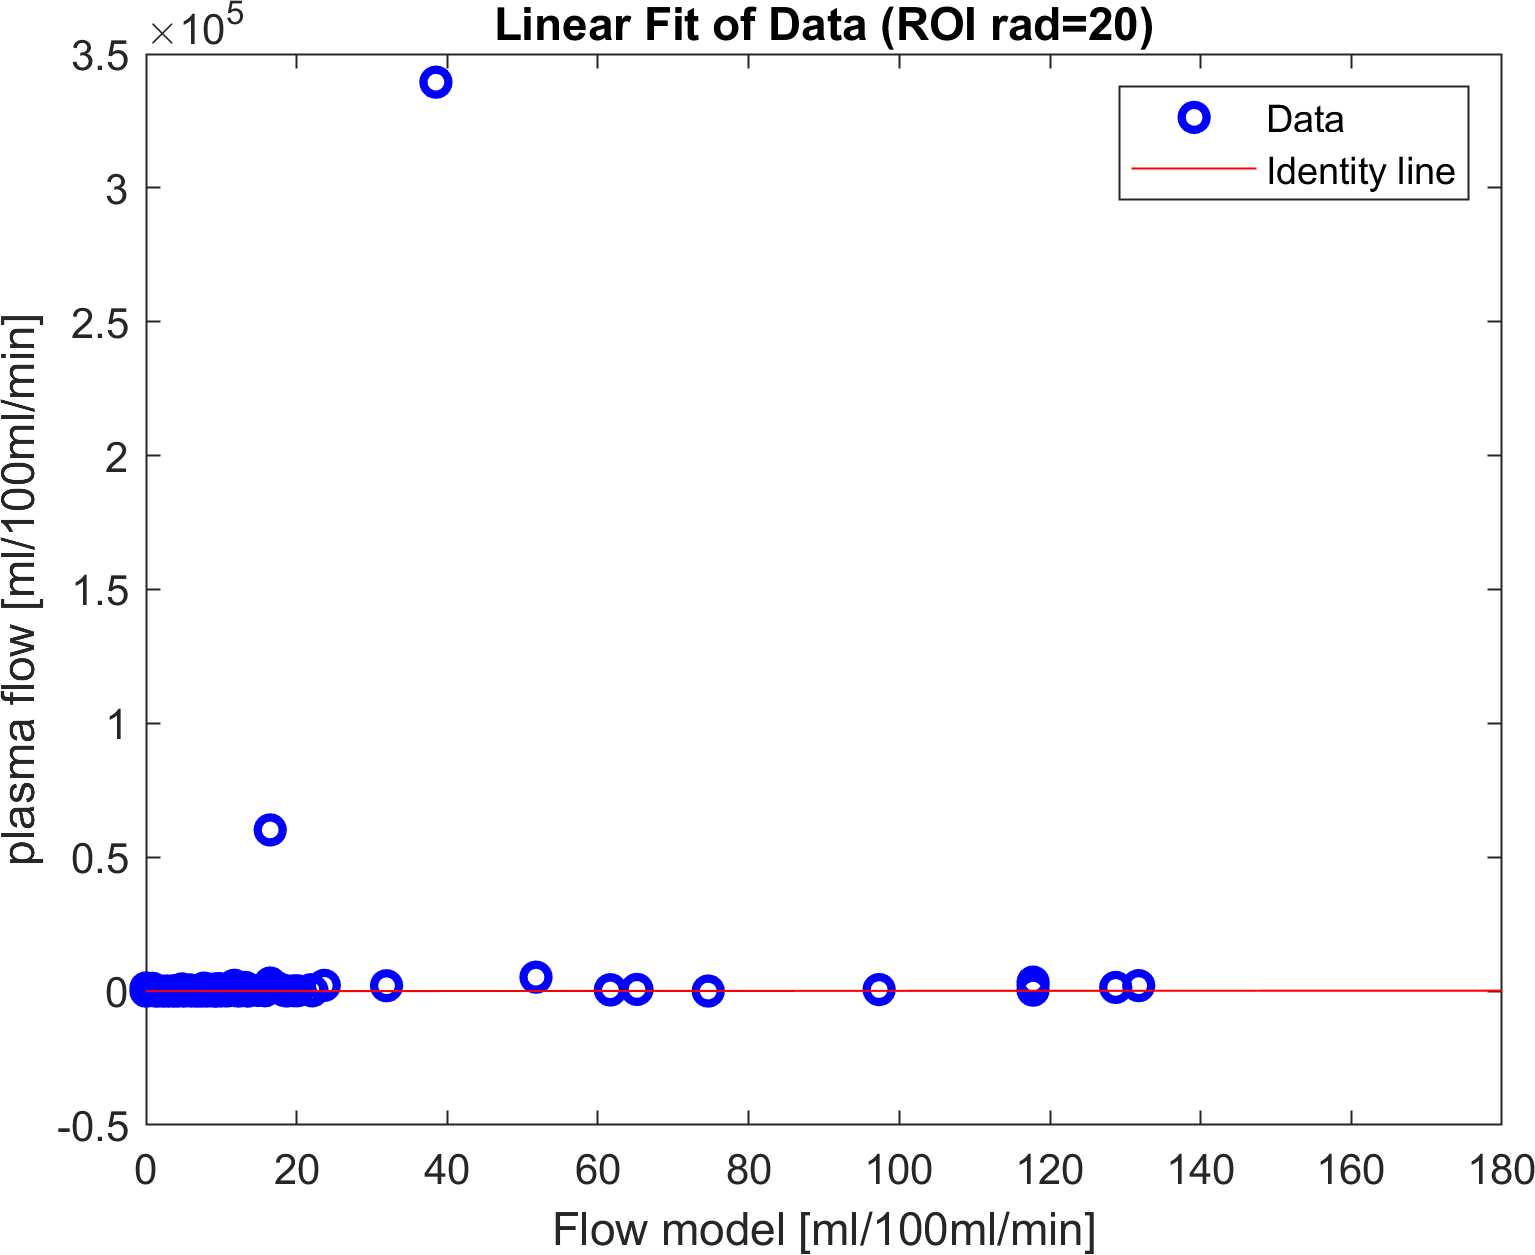 Linear Fit of Data (ROI rad=20)
×10^5
3.5
3
2.5
2
1.5
1
0.5
0
-0.5
plasma flow [ml/100ml/min]
Data
Identity line
0 20 40 60 80 100 120 140 160 180
Flow model [ml/100ml/min]